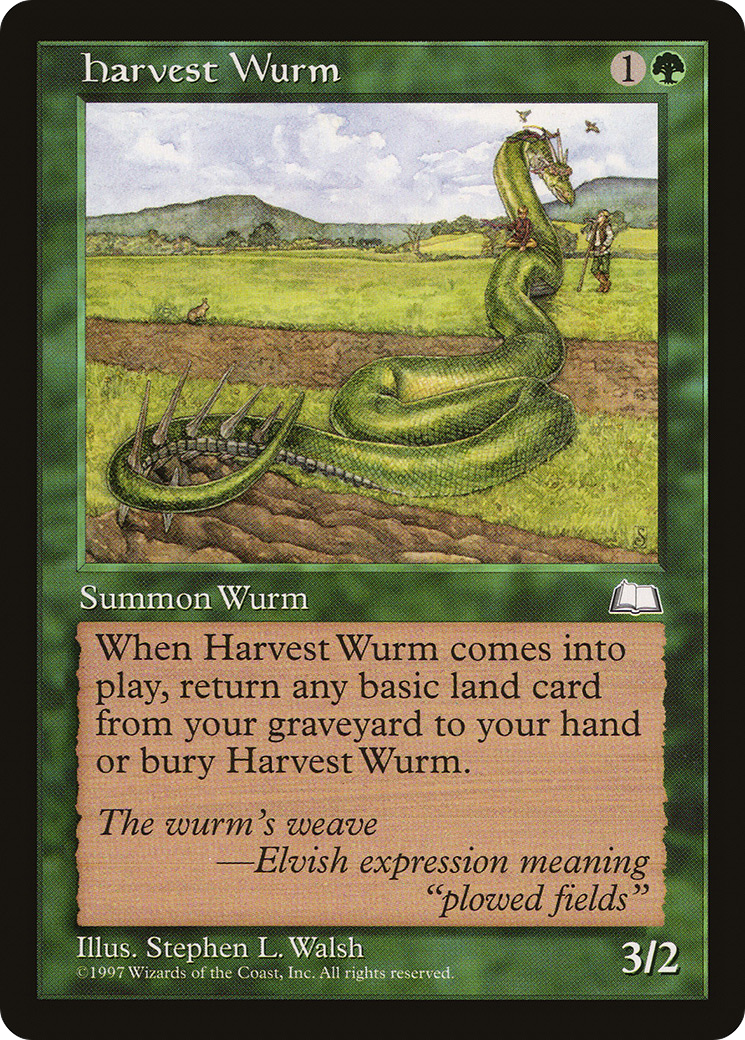 Harvest Wurm
1
Summon Wurm
When Harvest Wurm comes into
play, return any basic land card
from your graveyard to your hand
or bury Harvest Wurm.
The wurm's weave
—Elvish expression meaning
“plowed fields”
Illus. Stephen L. Walsh
©1997 Wizards of the Coast, Inc. All rights reserved.
3/2